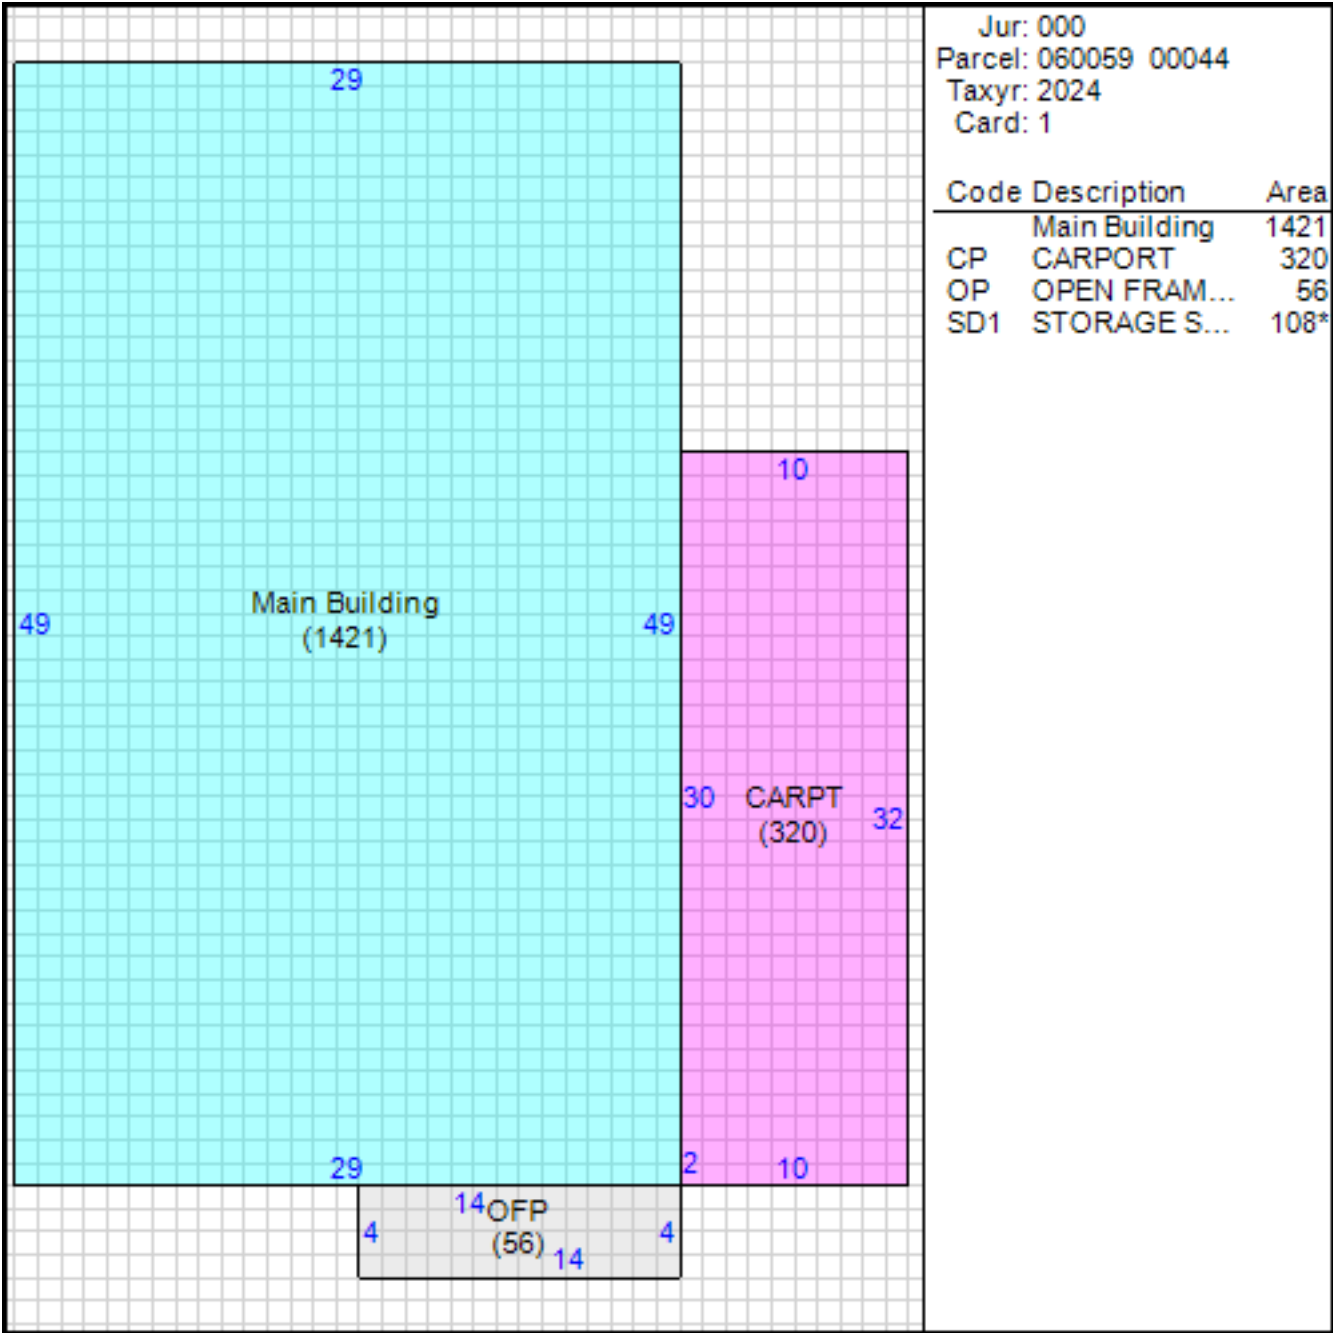 Jur: 000
Parcel: 060059 00044
Taxyr: 2024
Card: 1
Code Description Area
Main Building 1421
CP CARPORT 320
OP OPEN FRAM... 56
SD1 STORAGE S... 108*
29
10
Main Building
(1421)
49
49
30
CARPT
(320)
32
29
2
10
14
OFP
(56)
4
4
14